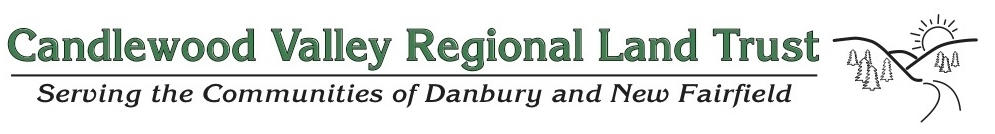 Candlewood Valley Regional Land Trust
Serving the Communities of Danbury and New Fairfield